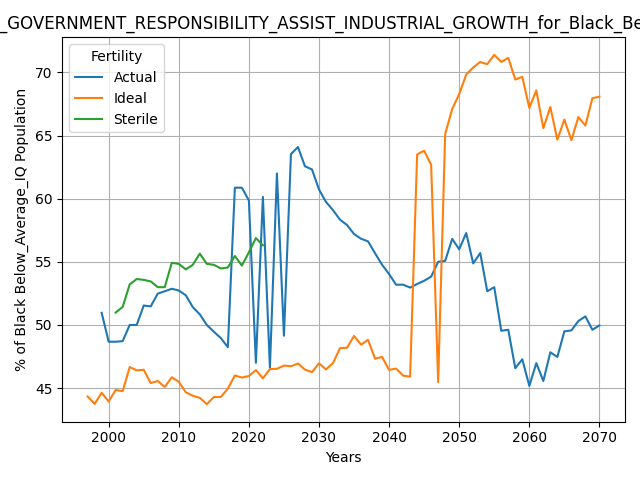 _GOVERNMENT_RESPONSIBILITY_ASSIST_INDUSTRIAL_GROWTH_for_Black_Be
Fertility
Actual
Ideal
Sterile
% of Black Below_Average_IQ Population
70
65
60
55
50
45
2000 2010 2020 2030 2040 2050 2060 2070
Years